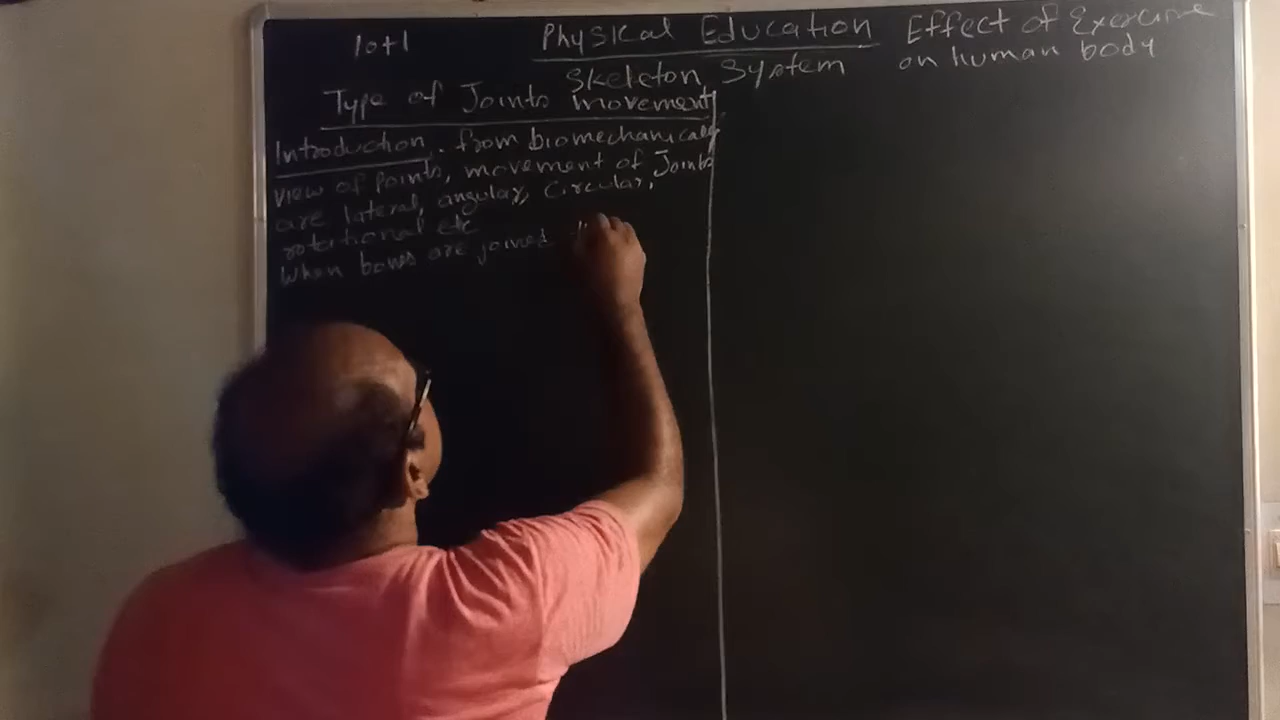 10+1
Physical Education
Effect of Exercise
on human body
Skeleton System
Type of Joints movement
Introduction. from biomechanically
view of points, movement of Joints
are lateral, angular, circular,
rotational etc
when bones are joined